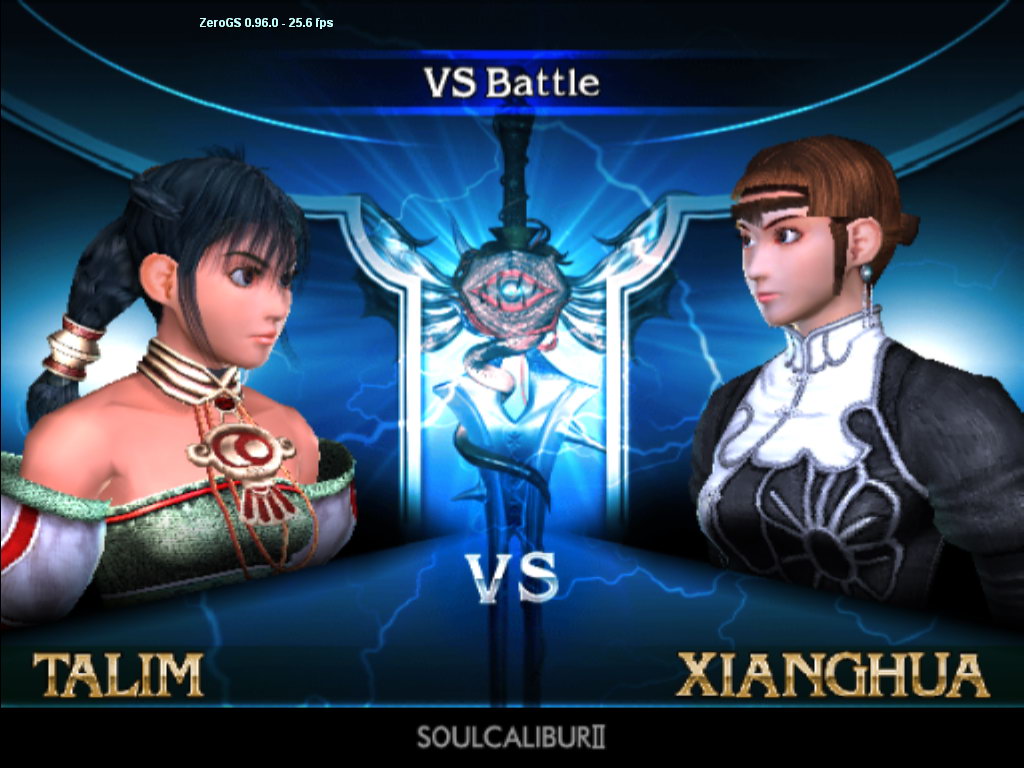 ZeroGS 0.96.0 - 25.6 fps
VS Battle
VS
TALIM
XIANGHUA
SOULCALIBURII